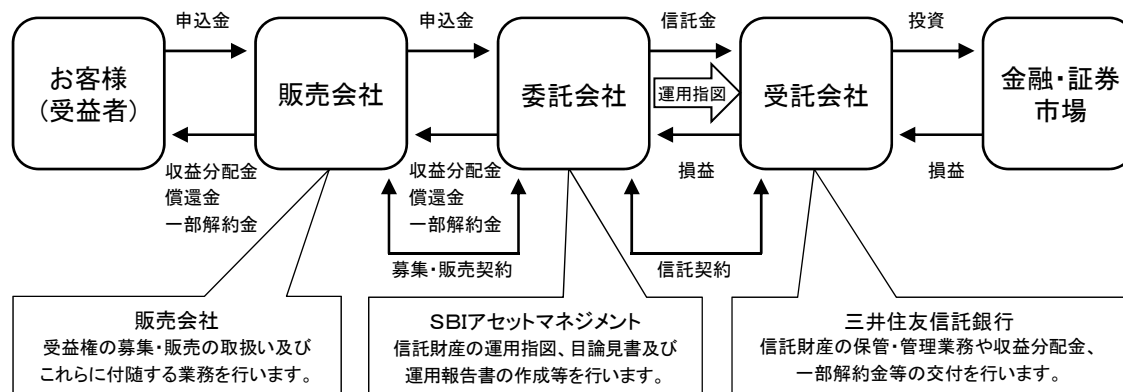 申込金
申込金
信託金
投資
お客様
（受益者）
販売会社
委託会社
運用指図
受託会社
金融・証券
市場
収益分配金
償還金
一部解約金
収益分配金
償還金
一部解約金
損益
損益
募集・販売契約
信託契約
販売会社
受益権の募集・販売の取扱い及び
これらに付随する業務を行います。
ＳＢＩアセットマネジメント
信託財産の運用指図、目論見書及び
運用報告書の作成等を行います。
三井住友信託銀行
信託財産の保管・管理業務や収益分配金、
一部解約金等の交付を行います。